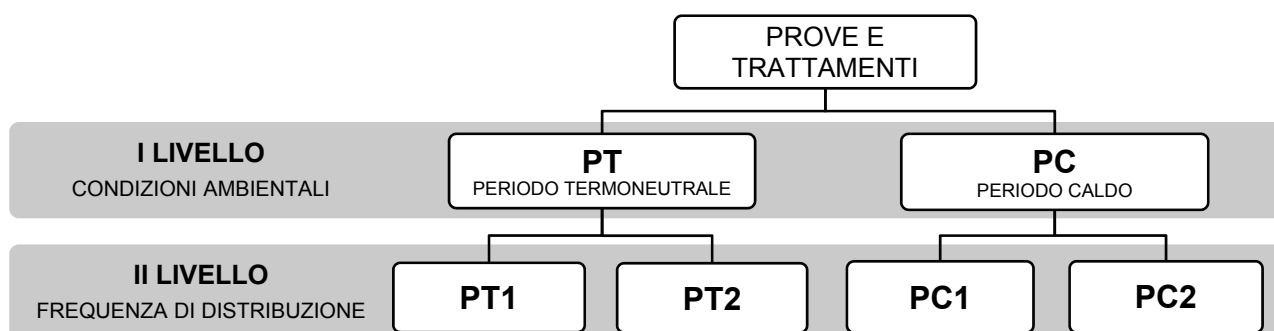 PROVE E
TRATTAMENTI
I LIVELLO
CONDIZIONI AMBIENTALI
PT
PERIODO TERMONEUTRALE
PC
PERIODO CALDO
II LIVELLO
FREQUENZA DI DISTRIBUZIONE
PT1
PT2
PC1
PC2